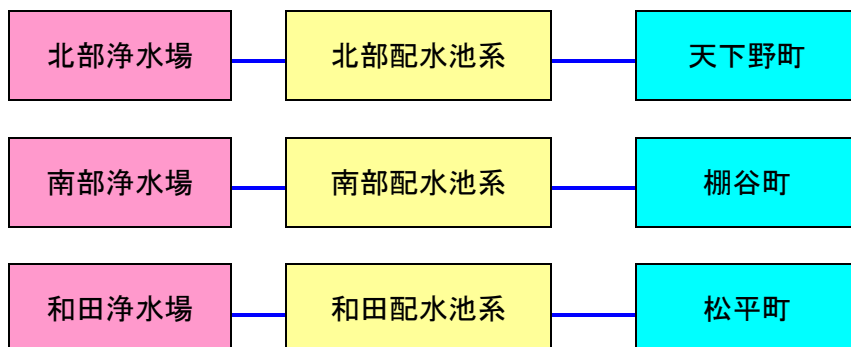 北部浄水場 北部配水池系 天下野町
南部浄水場 南部配水池系 棚谷町
和田浄水場 和田配水池系 松平町